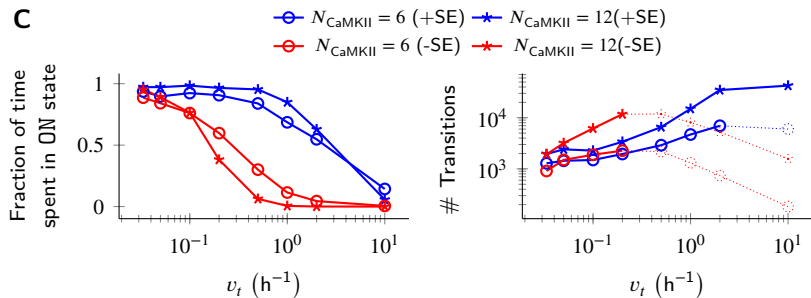 C
N_CaMKII = 6 (+SE) N_CaMKII = 12(+SE)
N_CaMKII = 6 (-SE) N_CaMKII = 12(-SE)
Fraction of time
spent in ON state
1
0.5
0
10^−1 10^0 10^1
v_t (h^−1)
# Transitions
10^4
10^3
10^−1 10^0 10^1
v_t (h^−1)